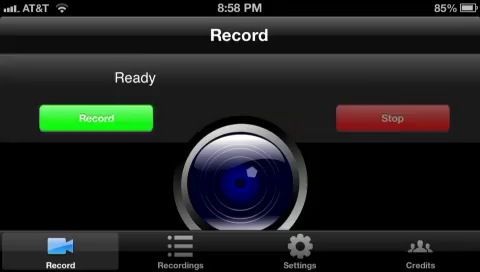 AT&T 8:58 PM 85%
Record
Ready
Record Stop
Record Recordings Settings Credits